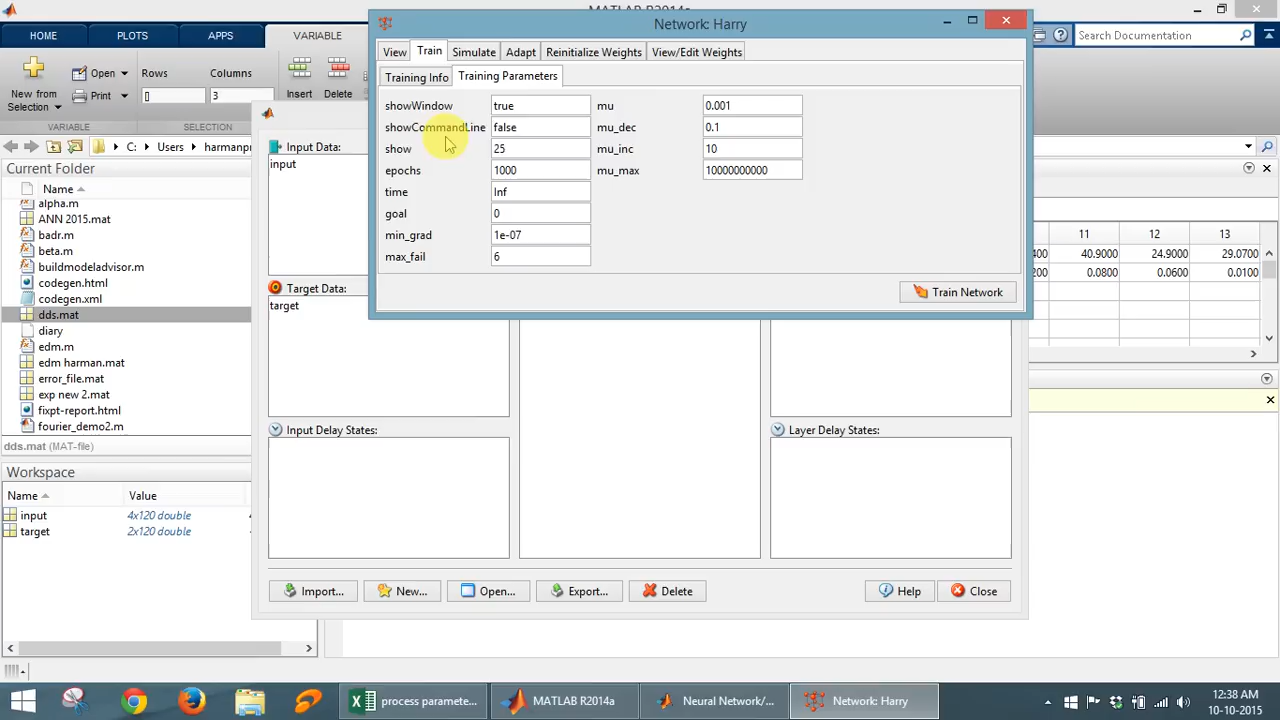 MATLAB R2014a
Network: Harry
HOME
PLOTS
APPS
VARIABLE
Search Documentation
View
Train
Simulate
Adapt
Reinitialize Weights
View/Edit Weights
Training Info
Training Parameters
New from
Selection
Open
Print
Rows
Columns
[]
3
Insert
Delete
VARIABLE
SELECTION
showWindow
true
mu
0.001
showCommandLine
false
mu_dec
0.1
show
25
mu_inc
10
epochs
1000
mu_max
10000000000
time
Inf
goal
0
min_grad
1e-07
max_fail
6
Train Network
C:
Users
harmanpr
Current Folder
Name
alpha.m
ANN 2015.mat
badr.m
beta.m
buildmodeladvisor.m
codegen.html
codegen.xml
dds.mat
diary
edm.m
edm harman.mat
error_file.mat
exp new 2.mat
fixpt-report.html
fourier_demo2.m
dds.mat (MAT-file)
Workspace
Name
Value
input
4x120 double
target
2x120 double
Input Data:
input
Target Data:
target
Input Delay States:
Layer Delay States:
11
12
13
400
40.9000
24.9000
29.0700
200
0.0800
0.0600
0.0100
Import...
New...
Open...
Export...
Delete
Help
Close
process paramete...
MATLAB R2014a
Neural Network/...
Network: Harry
12:38 AM
10-10-2015